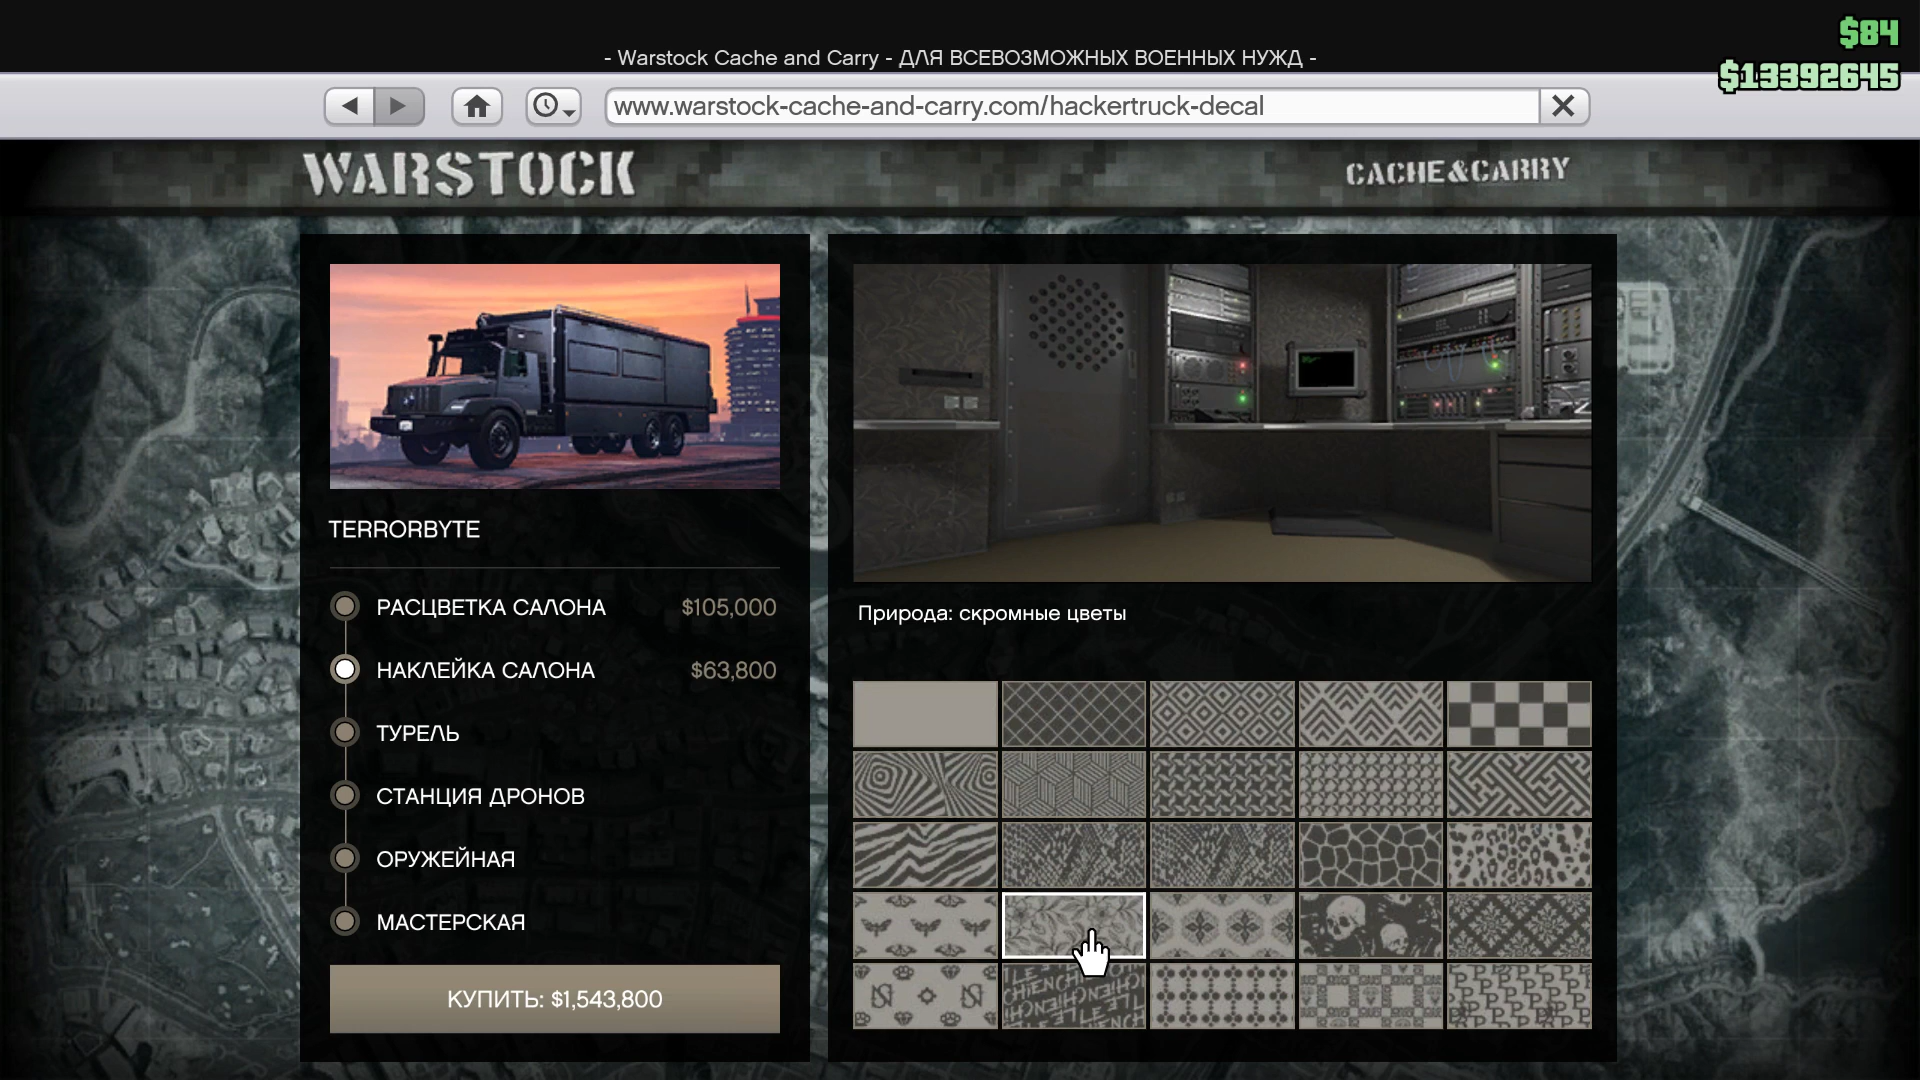 $84
- Warstock Cache and Carry - ДЛЯ ВСЕВОЗМОЖНЫХ ВОЕННЫХ НУЖД -
$13392645
www.warstock-cache-and-carry.com/hackertruck-decal
WARSTOCK
CACHE&CARRY
TERRORBYTE
РАСЦВЕТКА САЛОНА $105,000
НАКЛЕЙКА САЛОНА $63,800
ТУРЕЛЬ
СТАНЦИЯ ДРОНОВ
ОРУЖЕЙНАЯ
МАСТЕРСКАЯ
КУПИТЬ: $1,543,800
Природа: скромные цветы